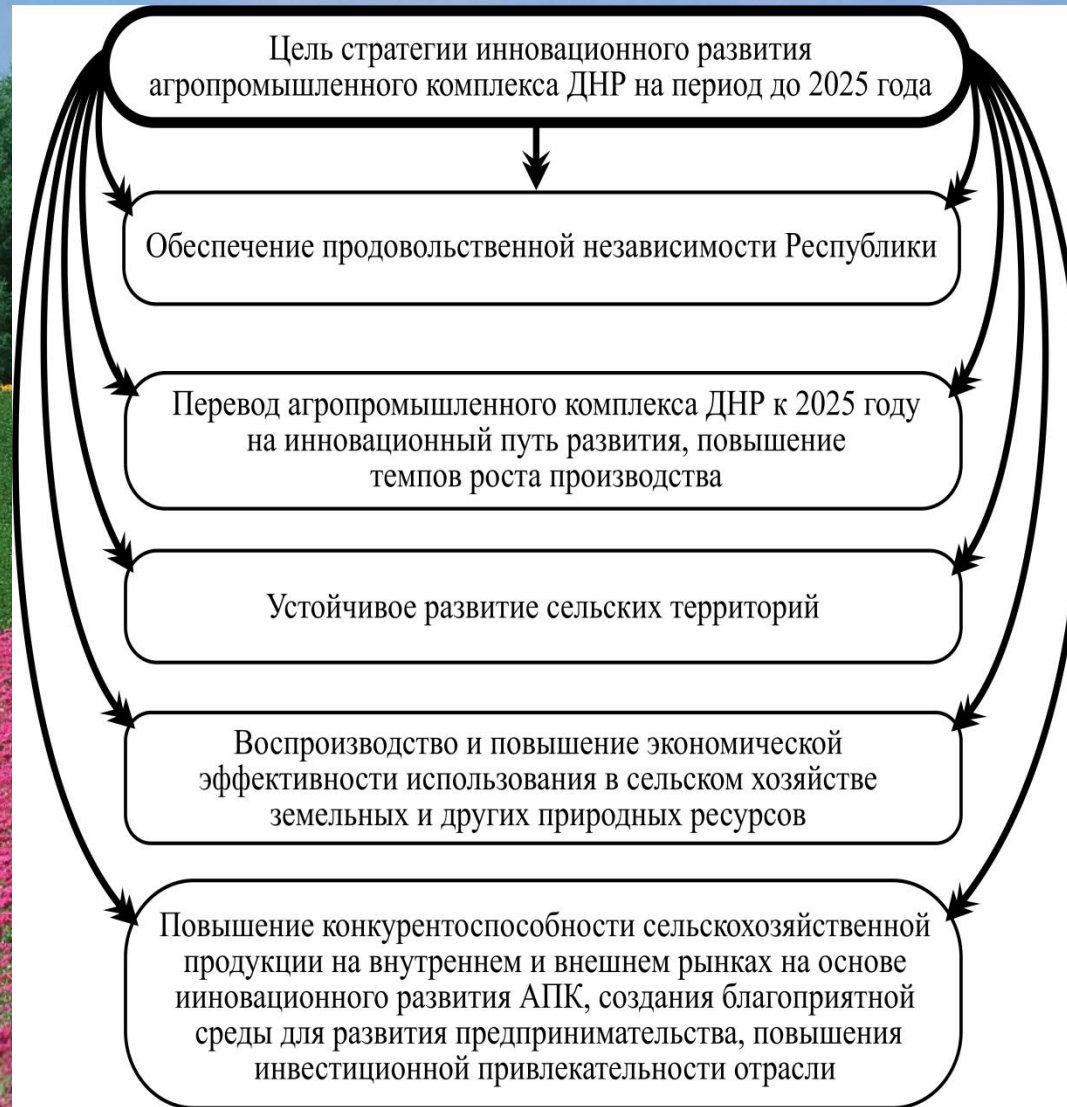 Цель стратегии инновационного развития
агропромышленного комплекса ДНР на период до 2025 года
Обеспечение продовольственной независимости Республики
Перевод агропромышленного комплекса ДНР к 2025 году
на инновационный путь развития, повышение
темпов роста производства
Устойчивое развитие сельских территорий
Воспроизводство и повышение экономической
эффективности использования в сельском хозяйстве
земельных и других природных ресурсов
Повышение конкурентоспособности сельскохозяйственной
продукции на внутреннем и внешнем рынках на основе
ииновационного развития АПК, создания благоприятной
среды для развития предпринимательства, повышения
инвестиционной привлекательности отрасли